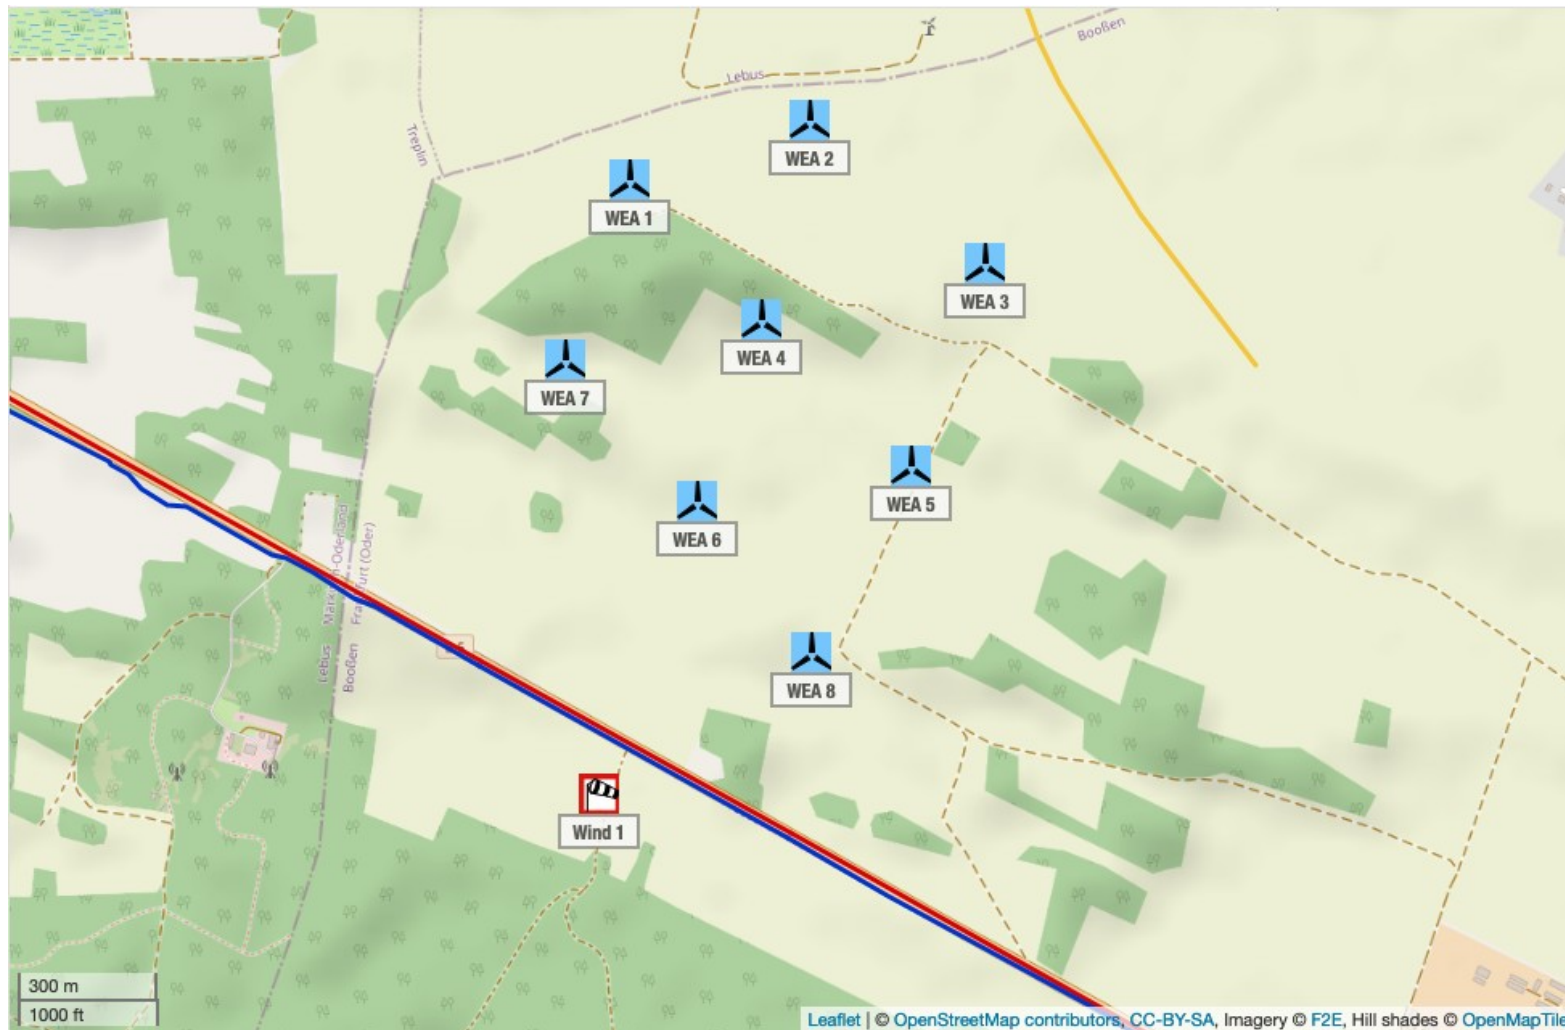 Booßen
Lebus
Treplin
WEA 2
WEA 1
WEA 3
WEA 4
WEA 7
WEA 5
WEA 6
Lebus Märkisch-Oderland
Booßen Frankfurt (Oder)
WEA 8
Wind 1
300 m
1000 ft
Leaflet | © OpenStreetMap contributors, CC-BY-SA, Imagery © F2E, Hill shades © OpenMapTile